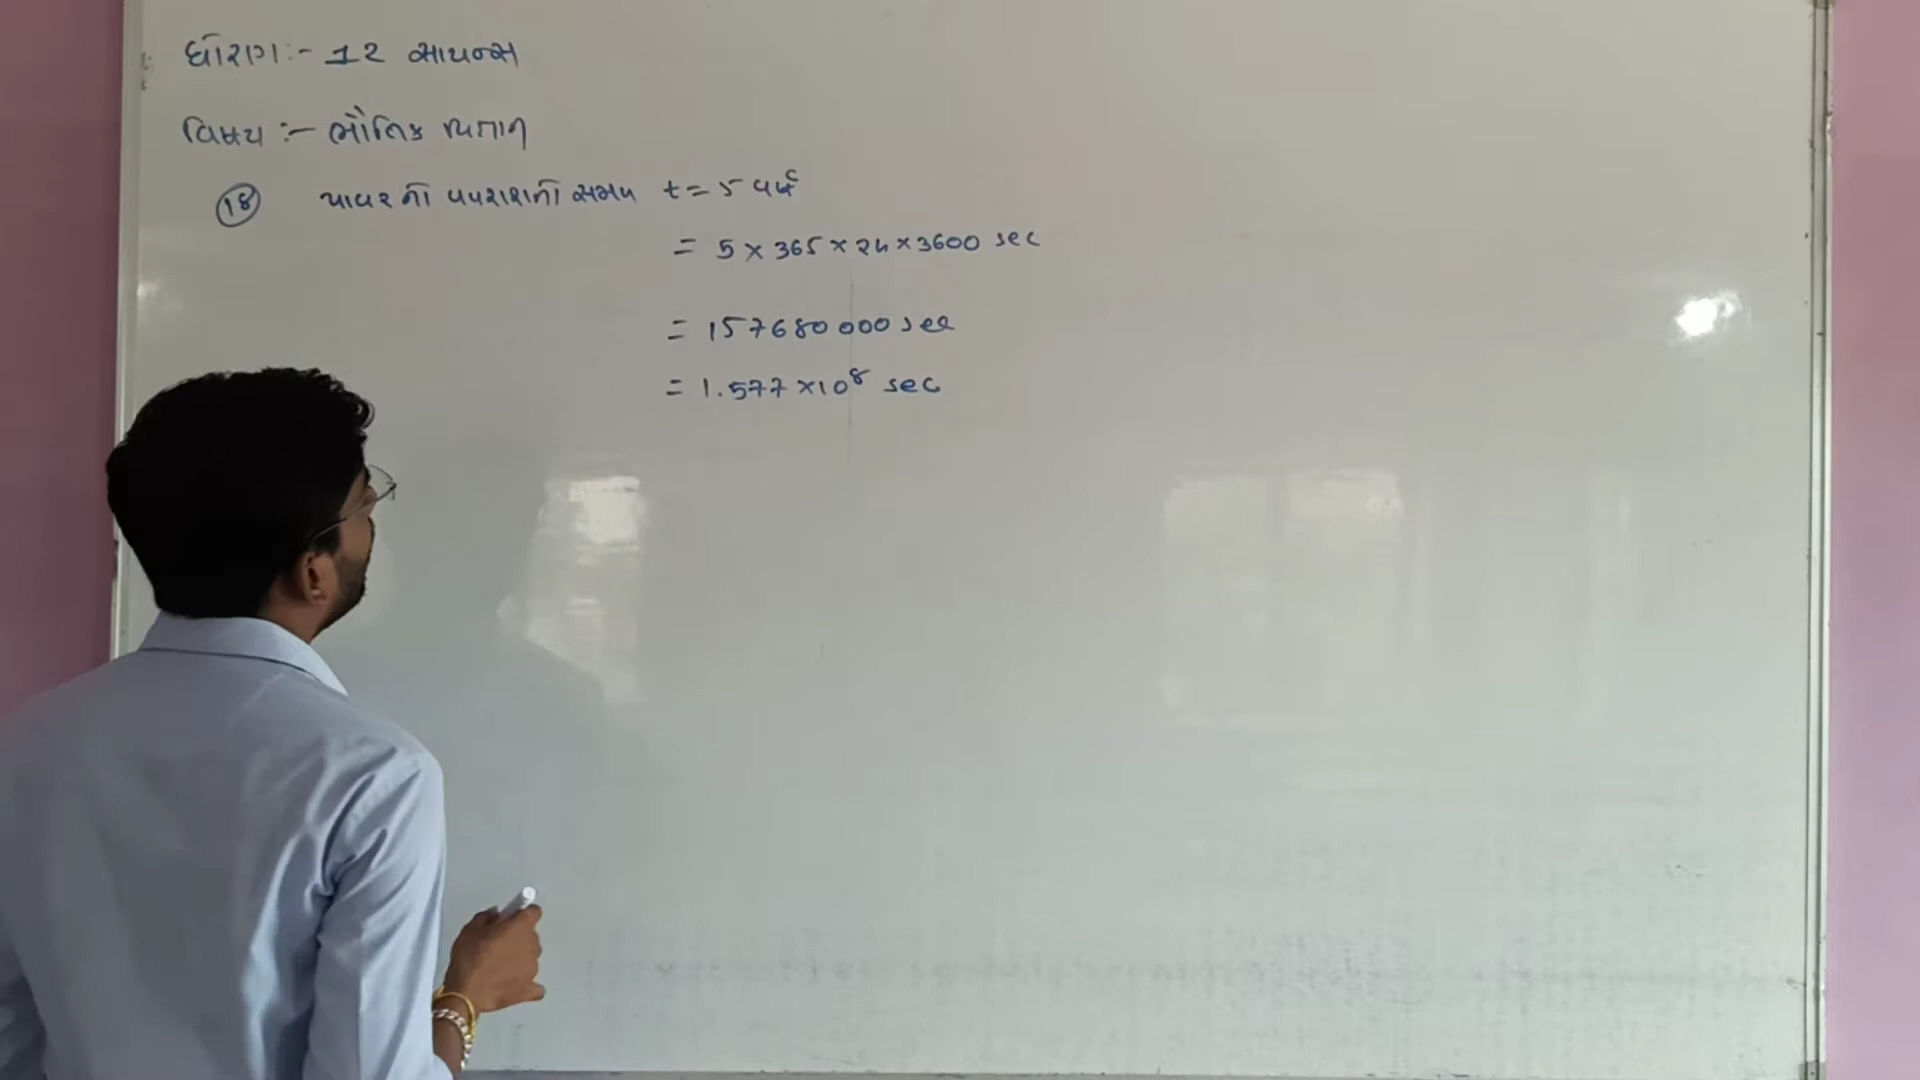 ધોરણ :- 12 સાયન્સ
વિષય :- ભૌતિક વિજ્ઞાન
(18) પાવરનો વપરાશનો સમય t = 5 વર્ષ
= 5 × 365 × 24 × 3600 sec
= 157680000 sec
= 1.577 × 10⁸ sec